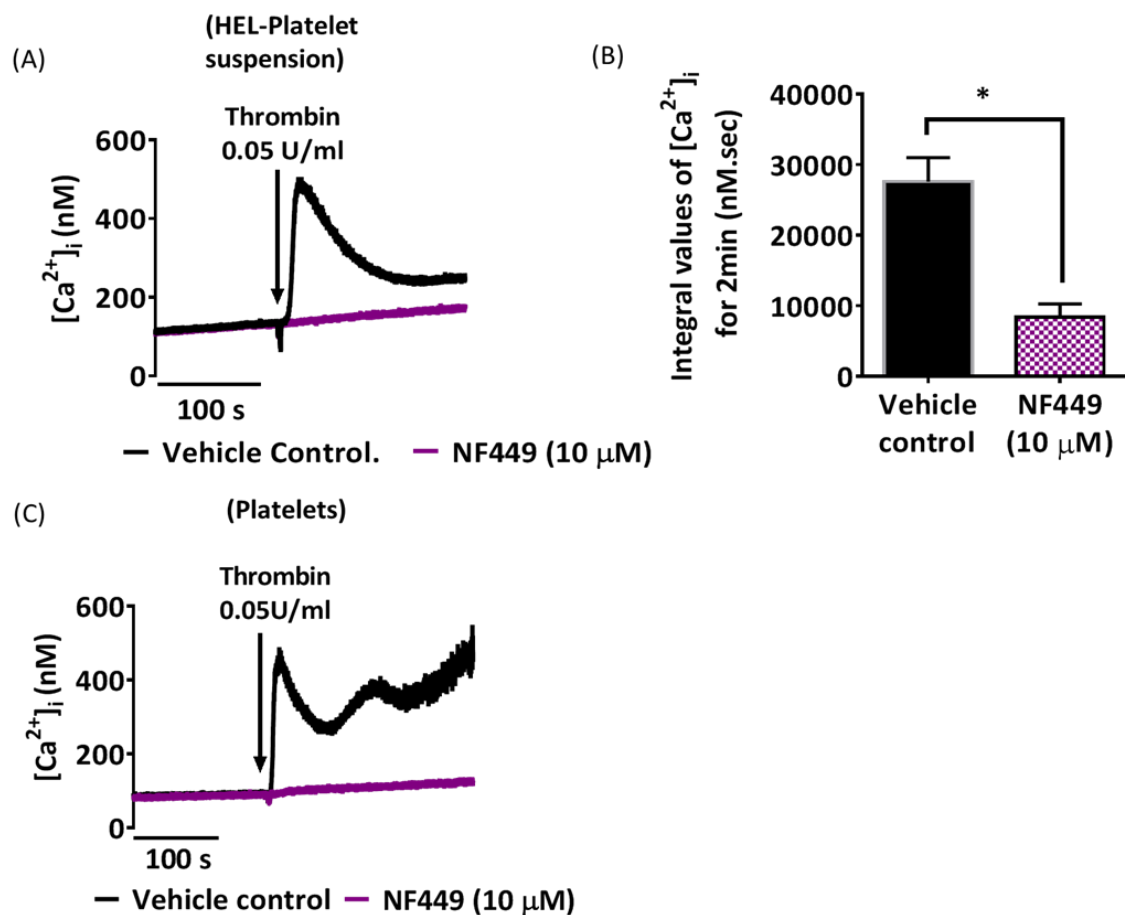 (A)
(HEL-Platelet
suspension)
Thrombin
0.05 U/ml
600
400
200
0
[Ca²⁺]ᵢ (nM)
100 s
Vehicle Control.
NF449 (10 μM)
(B)
Integral values of [Ca²⁺]ᵢ
for 2min (nM.sec)
40000
30000
20000
10000
0
*
Vehicle
control
NF449
(10 μM)
(C)
(Platelets)
Thrombin
0.05U/ml
600
400
200
0
[Ca²⁺]ᵢ (nM)
100 s
Vehicle control
NF449 (10 μM)